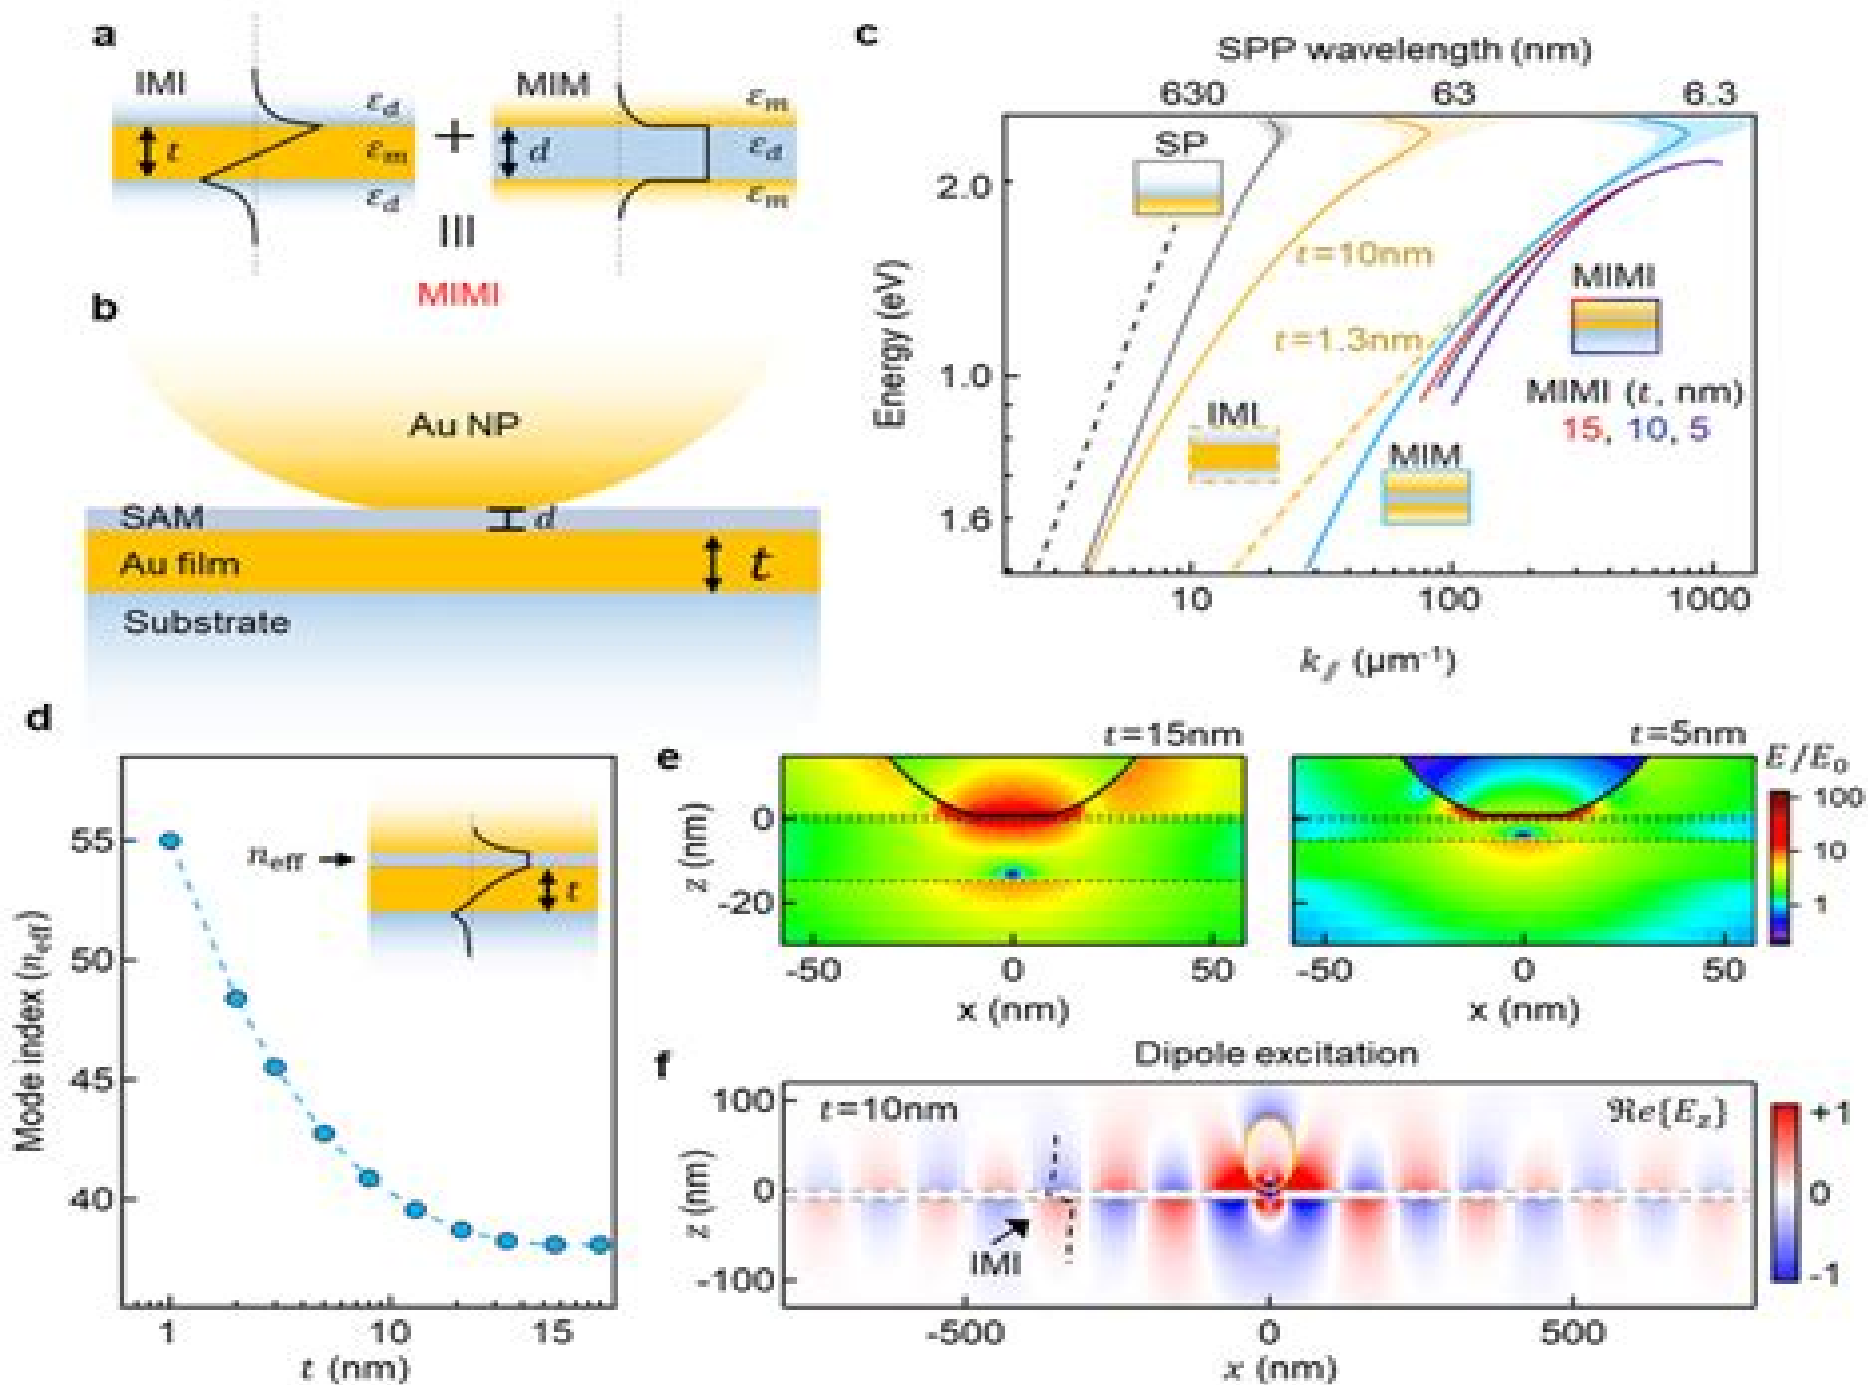 a
IMI
εd
t
εm
εd
+
MIM
εm
d
εd
εm
III
MIMI
b
Au NP
SAM
d
Au film
t
Substrate
c
SPP wavelength (nm)
630
63
6.3
SP
t=10nm
t=1.3nm
MIMI
MIMI (t, nm)
15, 10, 5
IMI
MIM
Energy (eV)
2.0
1.0
1.6
10
100
1000
k∥ (μm⁻¹)
d
Mode index (neff)
55
50
45
40
neff
t
1
10
15
t (nm)
e
t=15nm
z (nm)
0
-20
-50
0
50
x (nm)
t=5nm
-50
0
50
x (nm)
E/E0
100
10
1
f
Dipole excitation
t=10nm
ℜe{Ez}
z (nm)
100
0
-100
IMI
-500
0
500
x (nm)
+1
0
-1